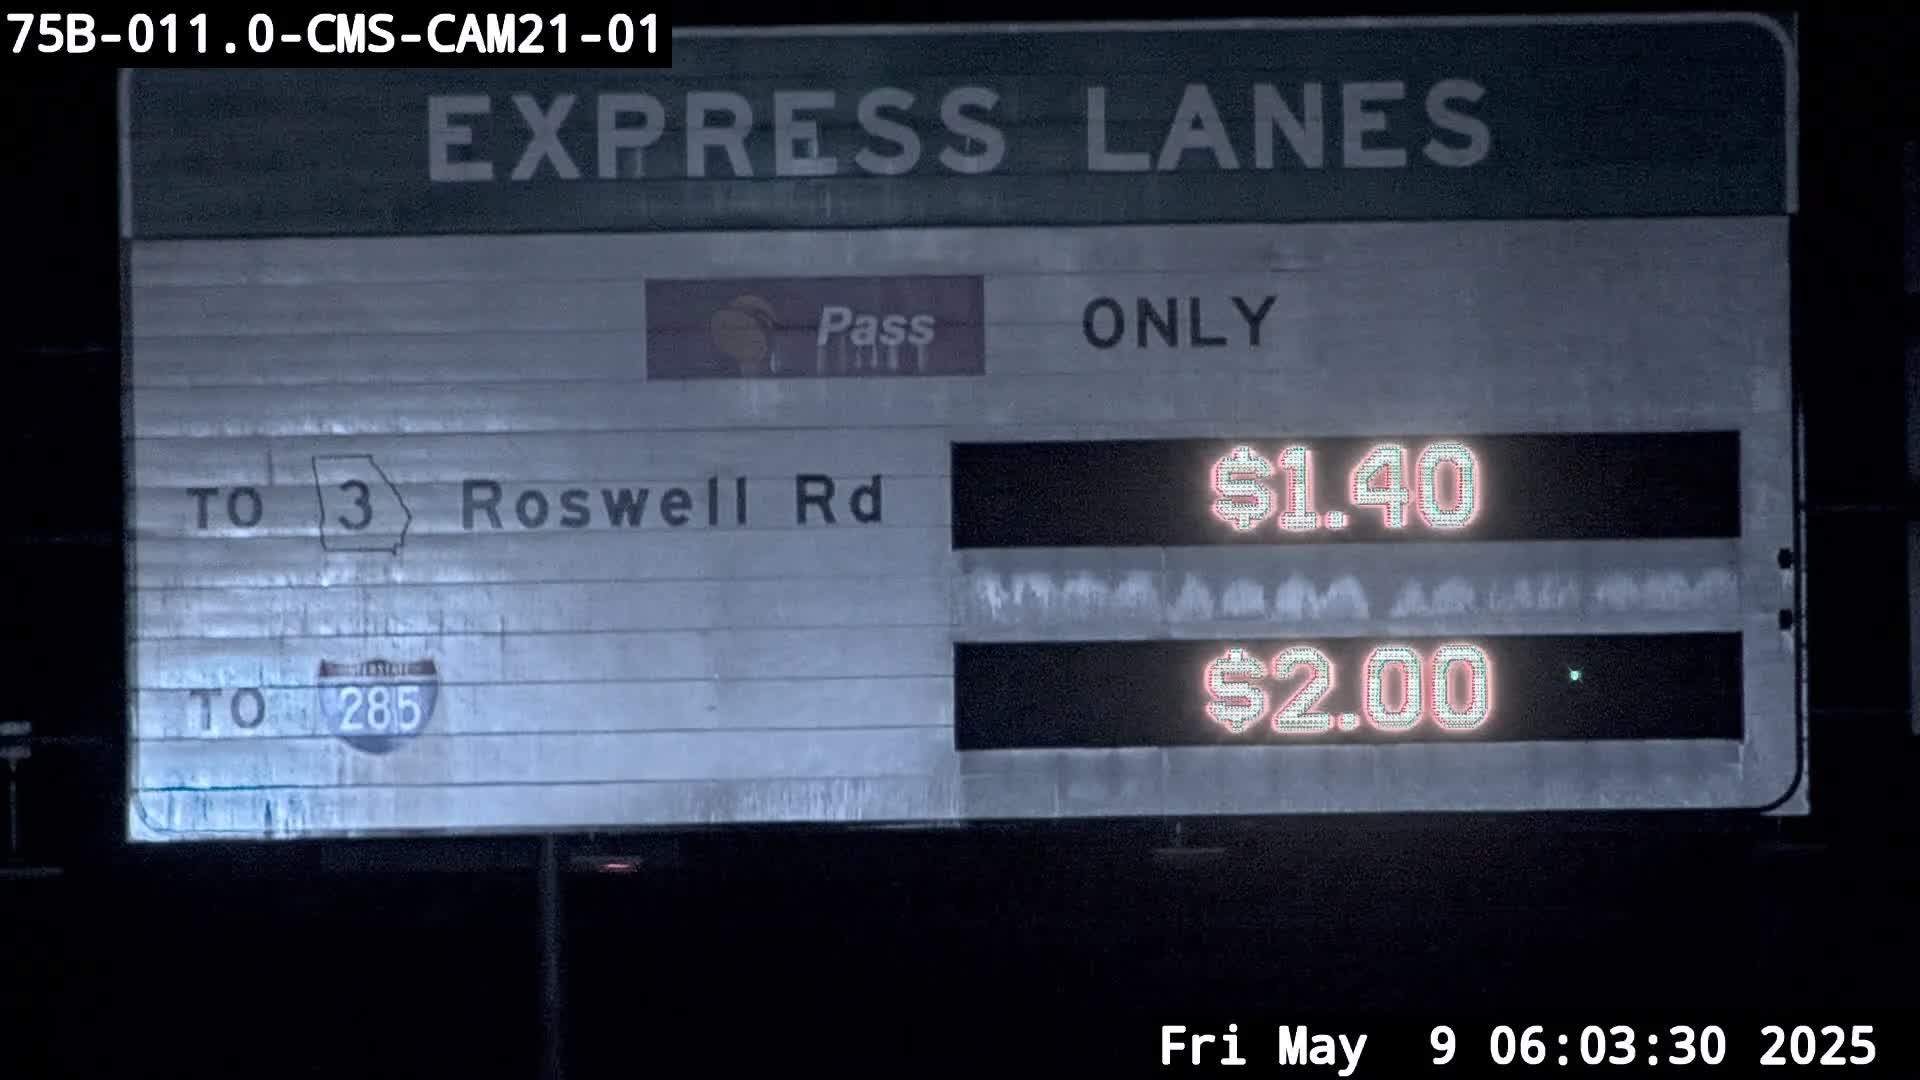 75B-011.0-CMS-CAM21-01
EXPRESS LANES
Pass ONLY
TO 3 Roswell Rd $1.40
INTERSTATE
TO 285 $2.00
Fri May 9 06:03:30 2025